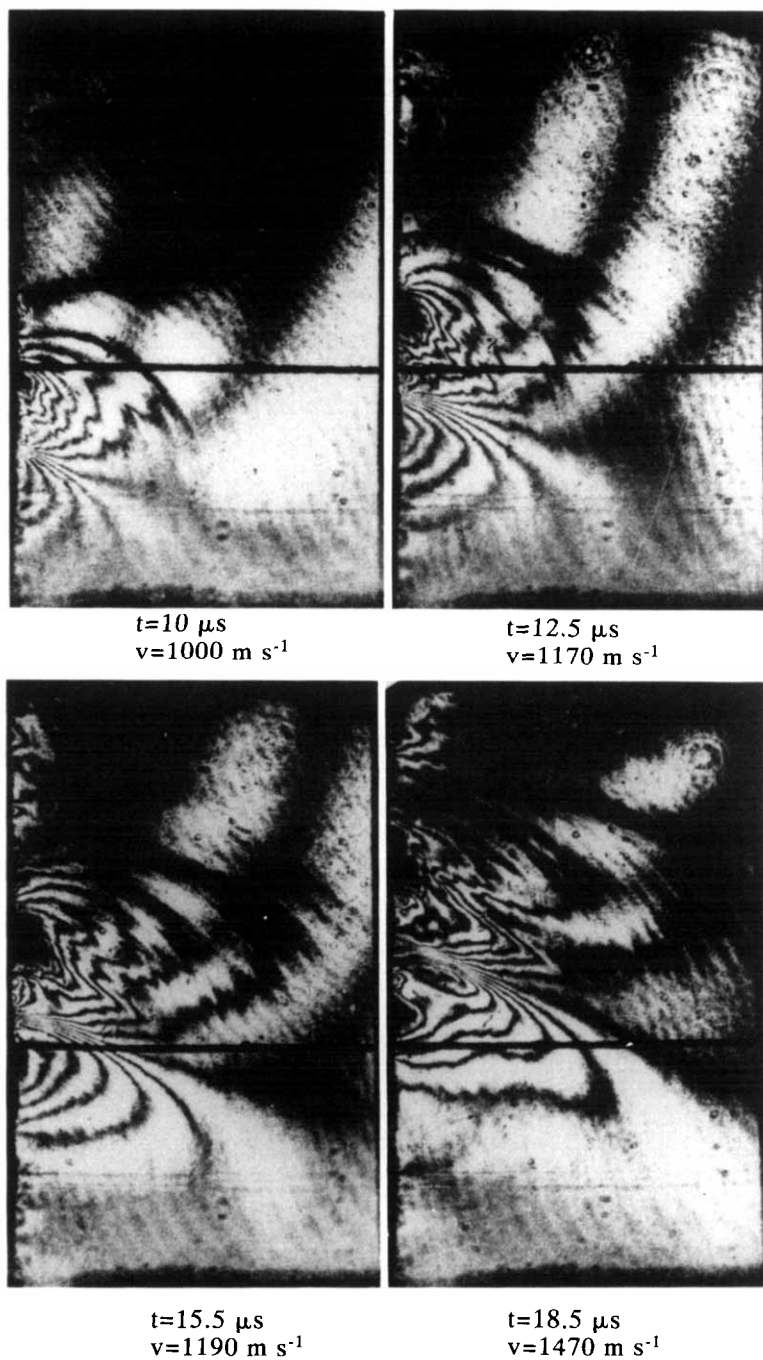 t=10 μs
v=1000 m s⁻¹
t=12.5 μs
v=1170 m s⁻¹
t=15.5 μs
v=1190 m s⁻¹
t=18.5 μs
v=1470 m s⁻¹